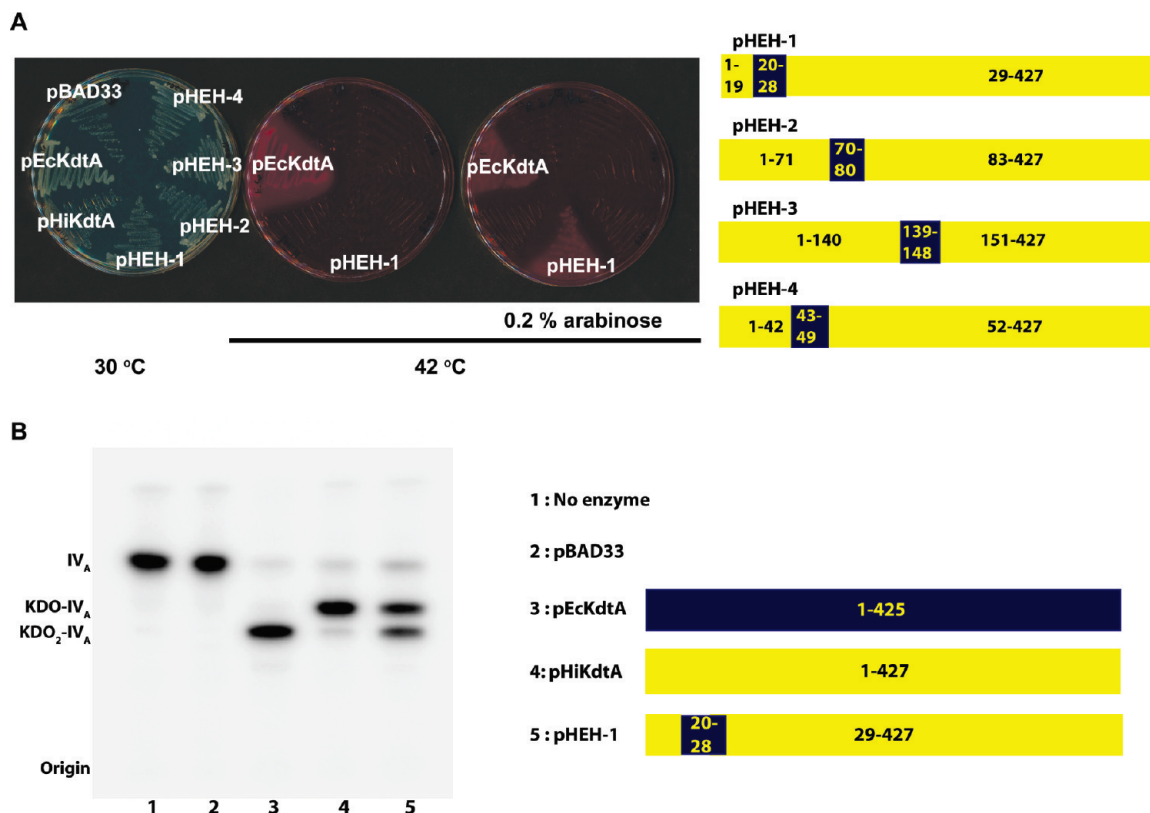 A
pBAD33
pHEH-4
pEcKdtA
pHEH-3
pHiKdtA
pHEH-2
pHEH-1
pEcKdtA
pHEH-1
pEcKdtA
pHEH-1
0.2 % arabinose
30 °C
42 °C
pHEH-1
1-
19
20-
28
29-427
pHEH-2
1-71
70-
80
83-427
pHEH-3
1-140
139-
148
151-427
pHEH-4
1-42
43-
49
52-427
B
IVA
KDO-IVA
KDO2-IVA
Origin
1 2 3 4 5
1 : No enzyme
2 : pBAD33
3 : pEcKdtA
1-425
4: pHiKdtA
1-427
5 : pHEH-1
20-
28
29-427